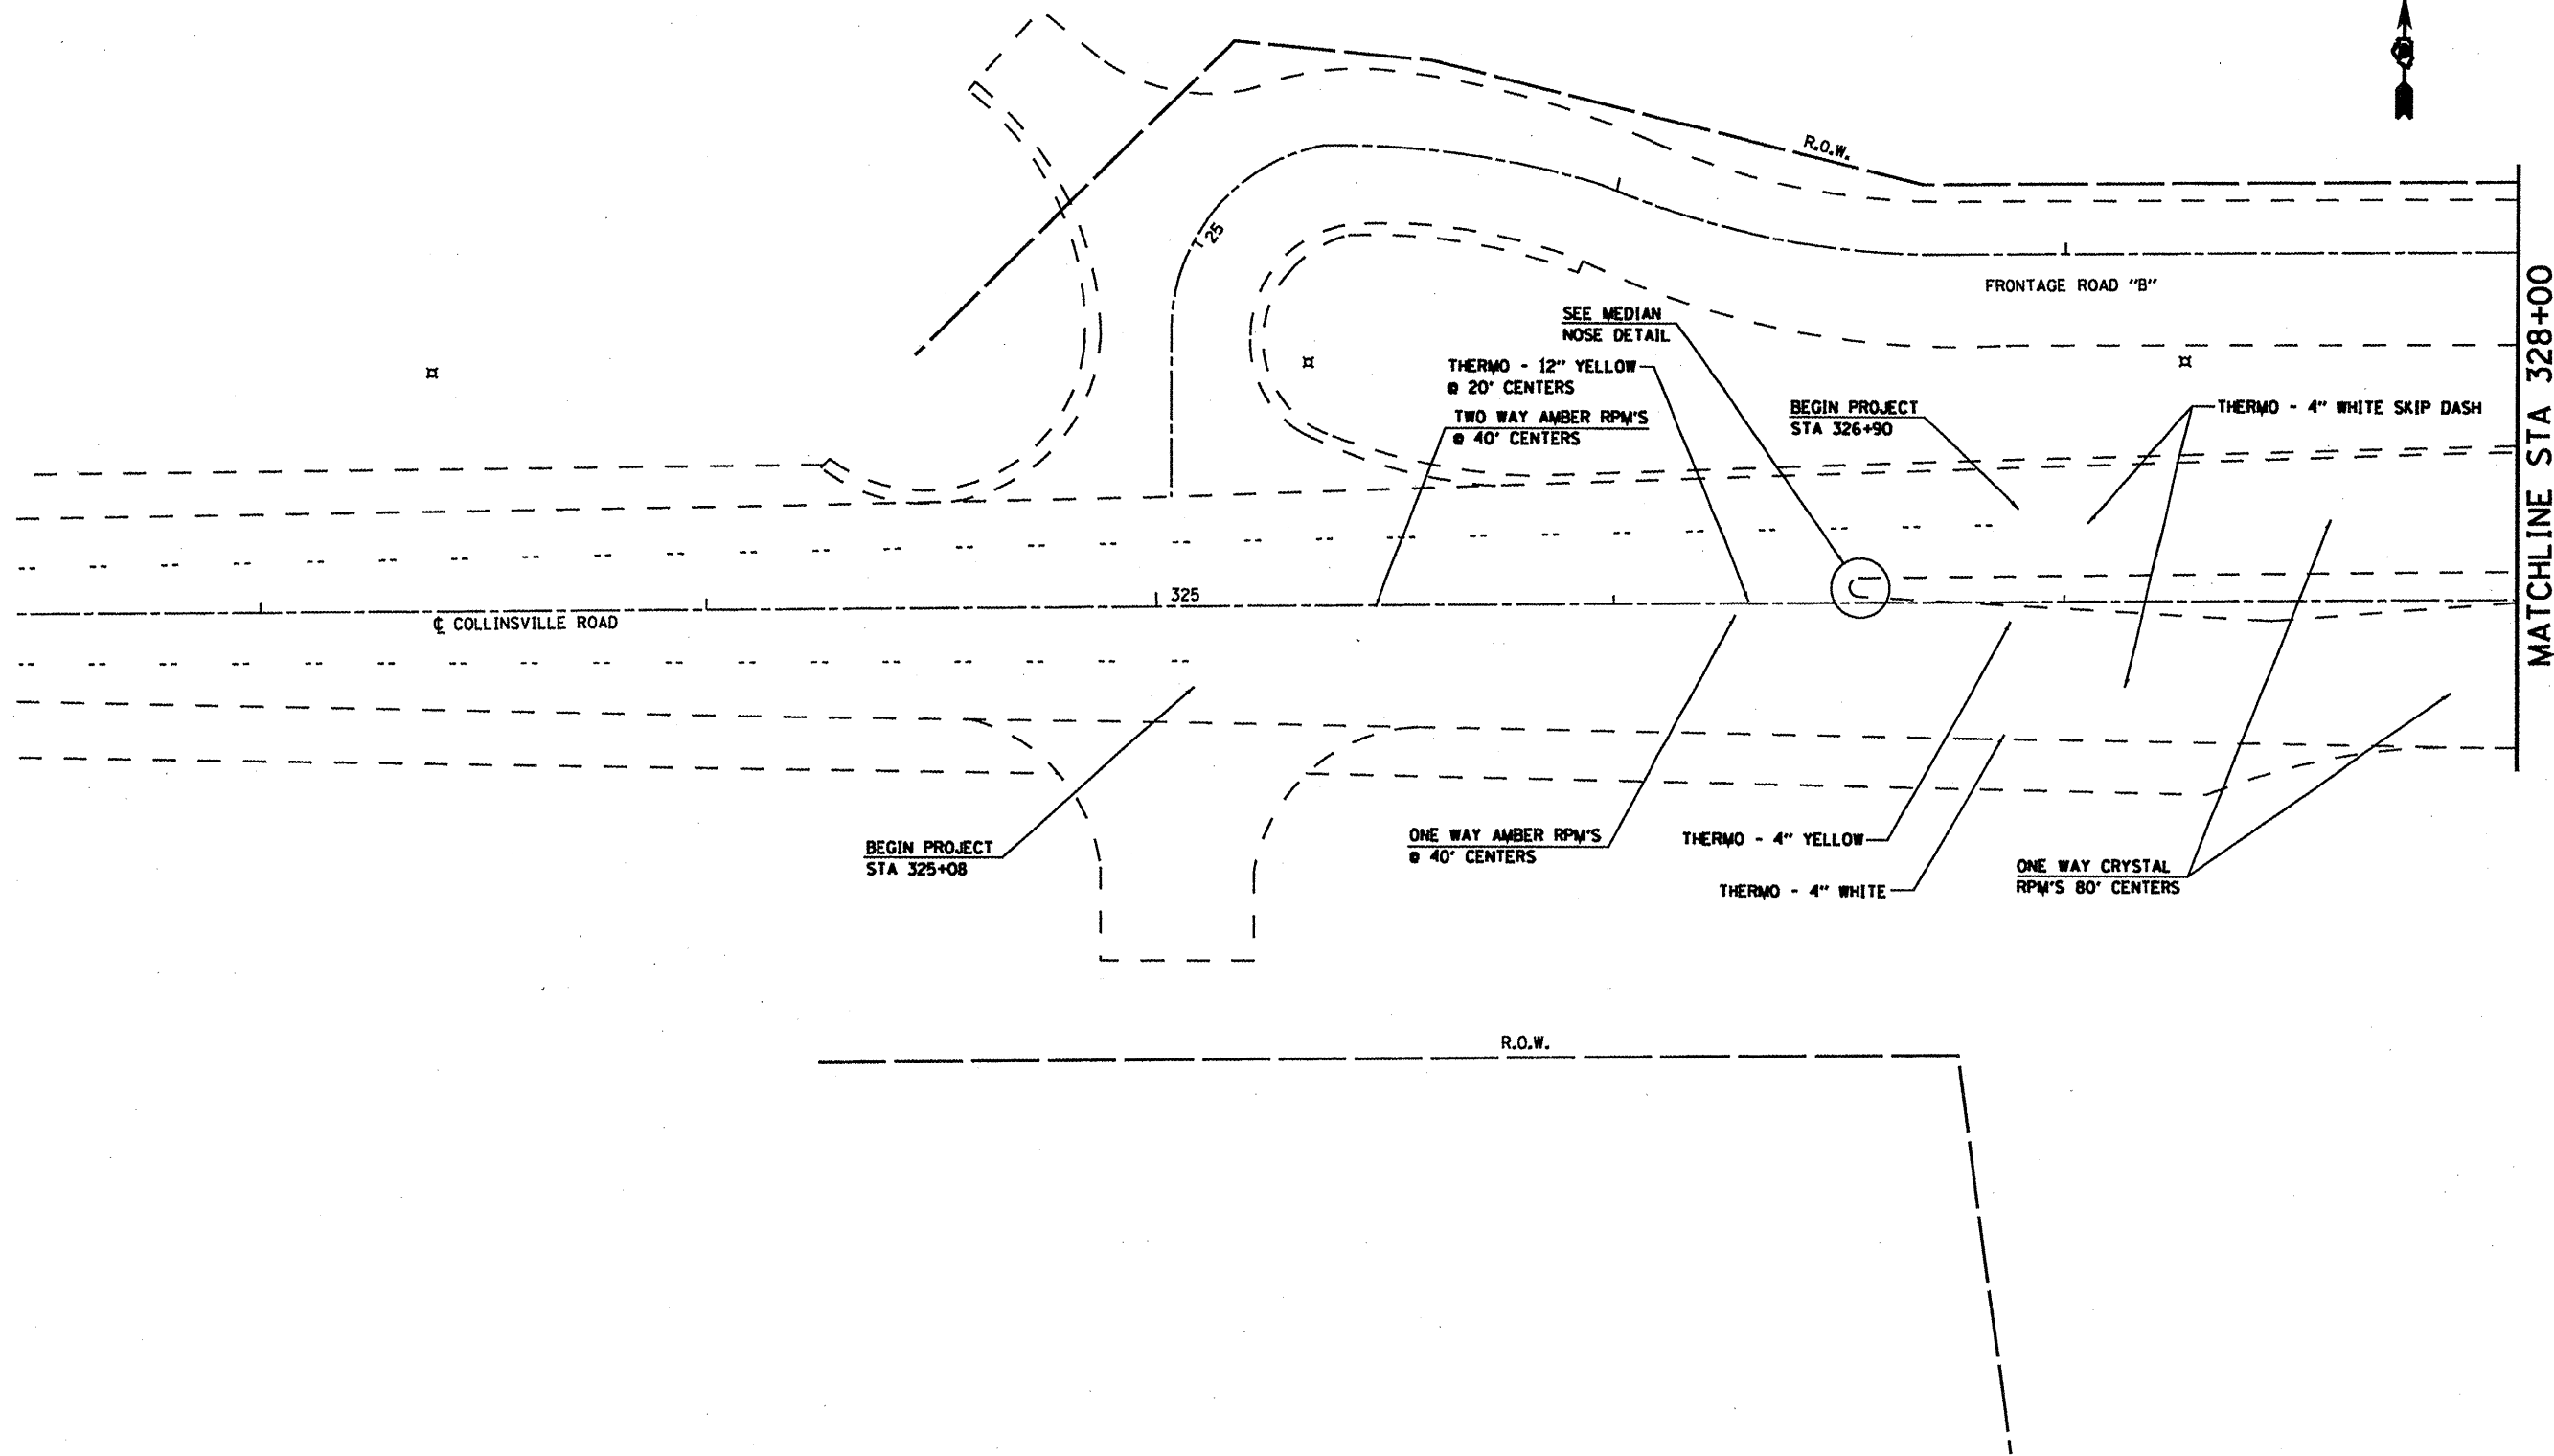 R.O.W.
25
FRONTAGE ROAD "B"
SEE MEDIAN
NOSE DETAIL
THERMO - 12" YELLOW
@ 20' CENTERS
TWO WAY AMBER RPM'S
@ 40' CENTERS
BEGIN PROJECT
STA 326+90
THERMO - 4" WHITE SKIP DASH
MATCHLINE STA 328+00
325
℄ COLLINSVILLE ROAD
BEGIN PROJECT
STA 325+08
ONE WAY AMBER RPM'S
@ 40' CENTERS
THERMO - 4" YELLOW
THERMO - 4" WHITE
ONE WAY CRYSTAL
RPM'S 80' CENTERS
R.O.W.